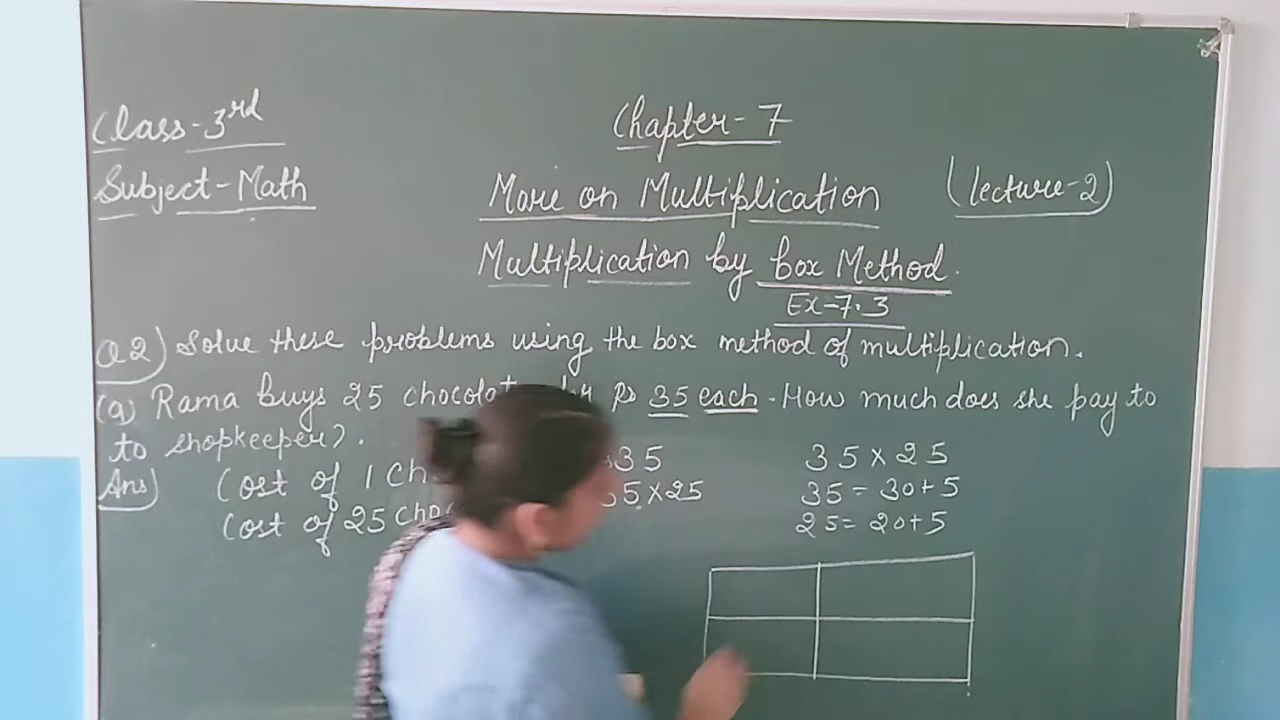 Class-3rd
Subject-Math
Chapter-7
More on Multiplication (lecture-2)
Multiplication by box Method.
Ex-7.3
Q2) Solve these problems using the box method of multiplication.
(a) Rama buys 25 chocolat Rs 35 each. How much does she pay to
to shopkeeper?.
Ans) Cost of 1 Cho 35
Cost of 25 choc 35×25
35×25
35=30+5
25=20+5